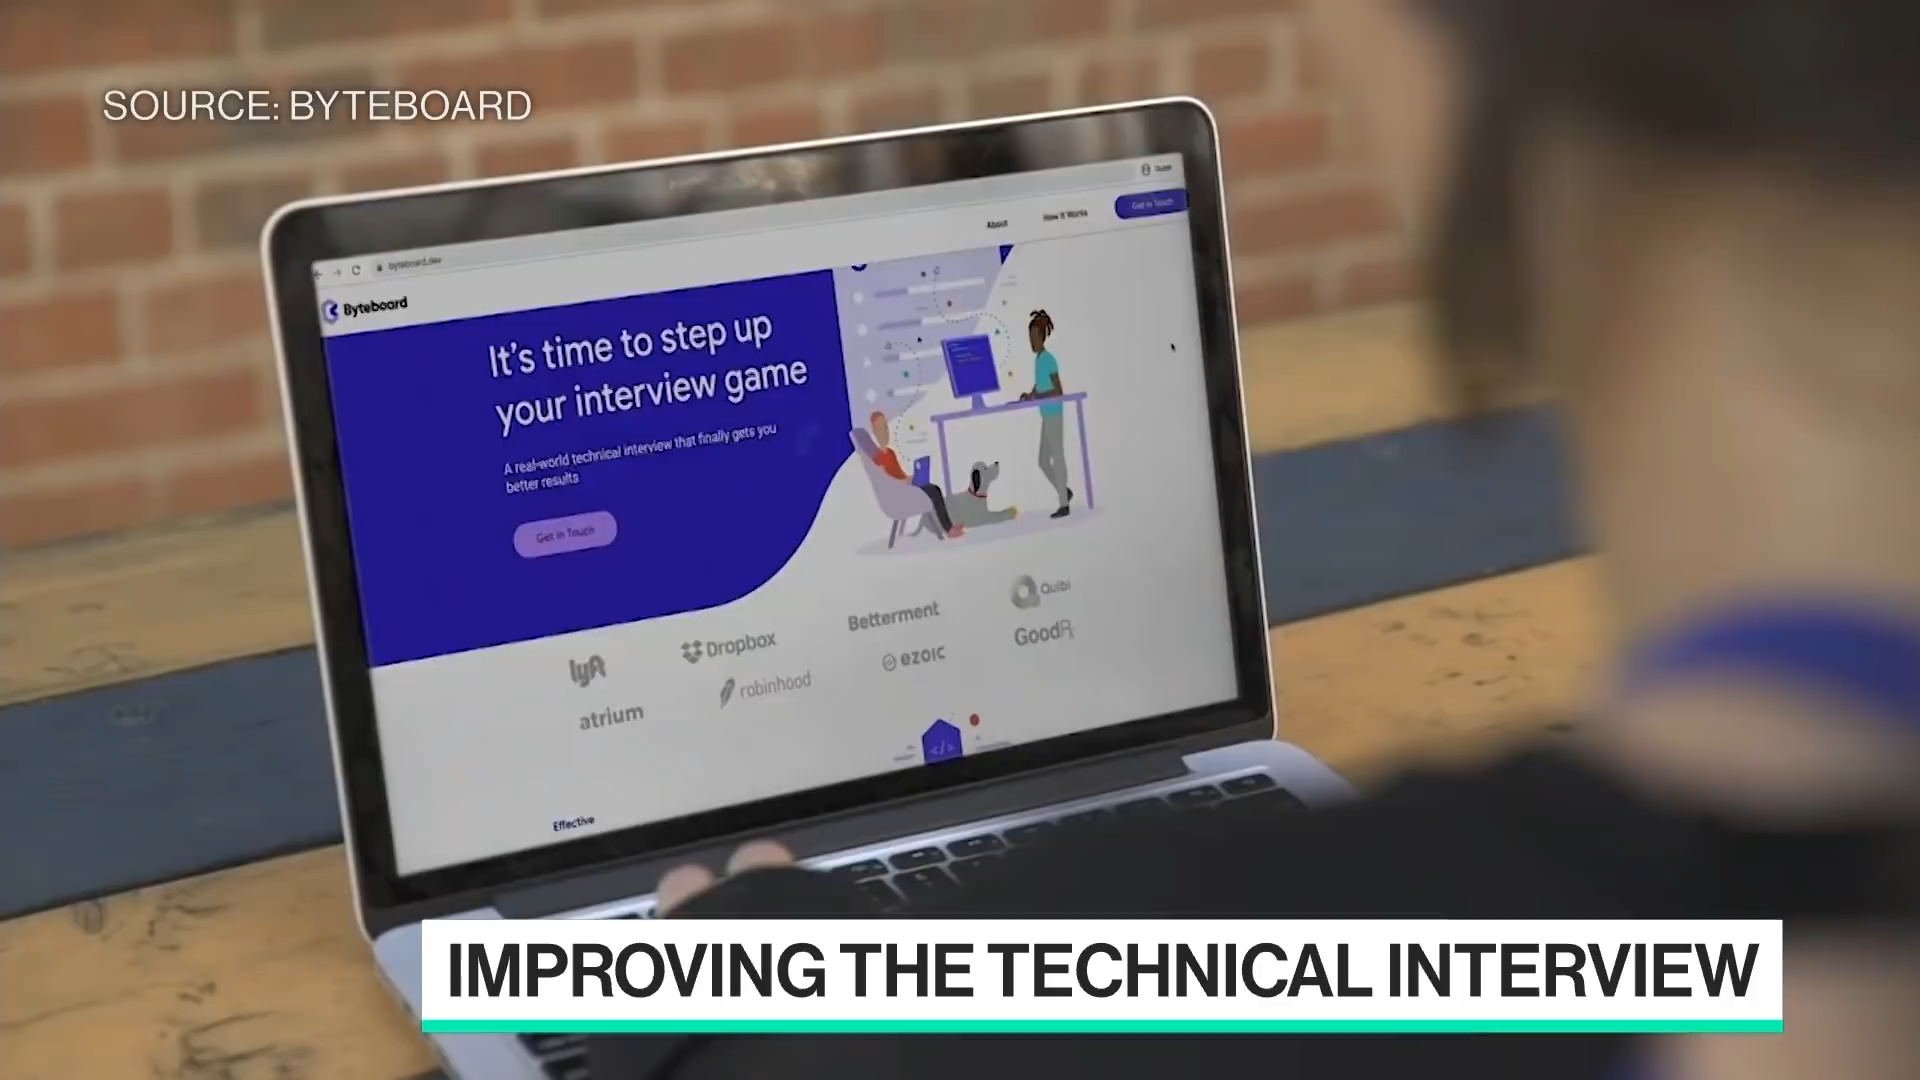 SOURCE: BYTEBOARD
byteboard.dev
About
How it Works
Get in Touch
Byteboard
It's time to step up
your interview game
A real-world technical interview that finally gets you
better results
Get in Touch
lyft
Dropbox
Betterment
Quibi
atrium
robinhood
ezoic
GoodRx
</>
Effective
IMPROVING THE TECHNICAL INTERVIEW